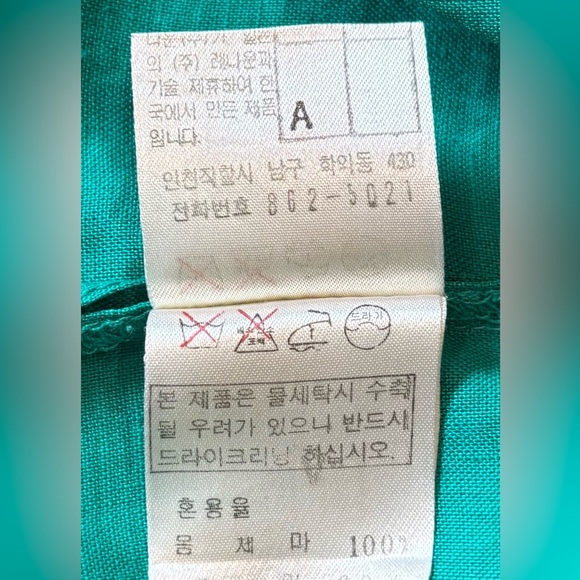 의 (주) 레나운과
기술 제휴하여 한
국에서 만든 제품
입니다.
A
인천직할시 남구 학익동 430
전화번호 862-5021
드라이
표백
본 제품은 물세탁시 수축
될 우려가 있으니 반드시
드라이크리닝 하십시오.
혼용율
몸 체 마 100%